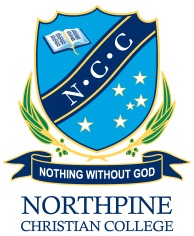 N•C•C
NOTHING WITHOUT GOD
NORTHPINE
CHRISTIAN COLLEGE